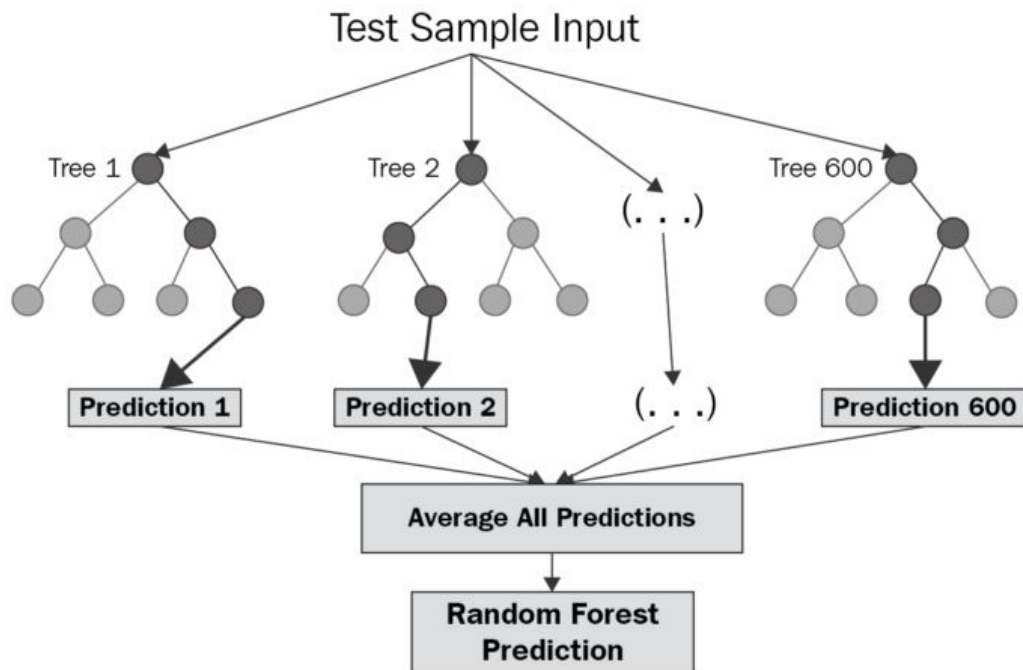 Test Sample Input
Tree 1
Tree 2
Tree 600
(. . .)
(. . .)
Prediction 1
Prediction 2
Prediction 600
Average All Predictions
Random Forest
Prediction